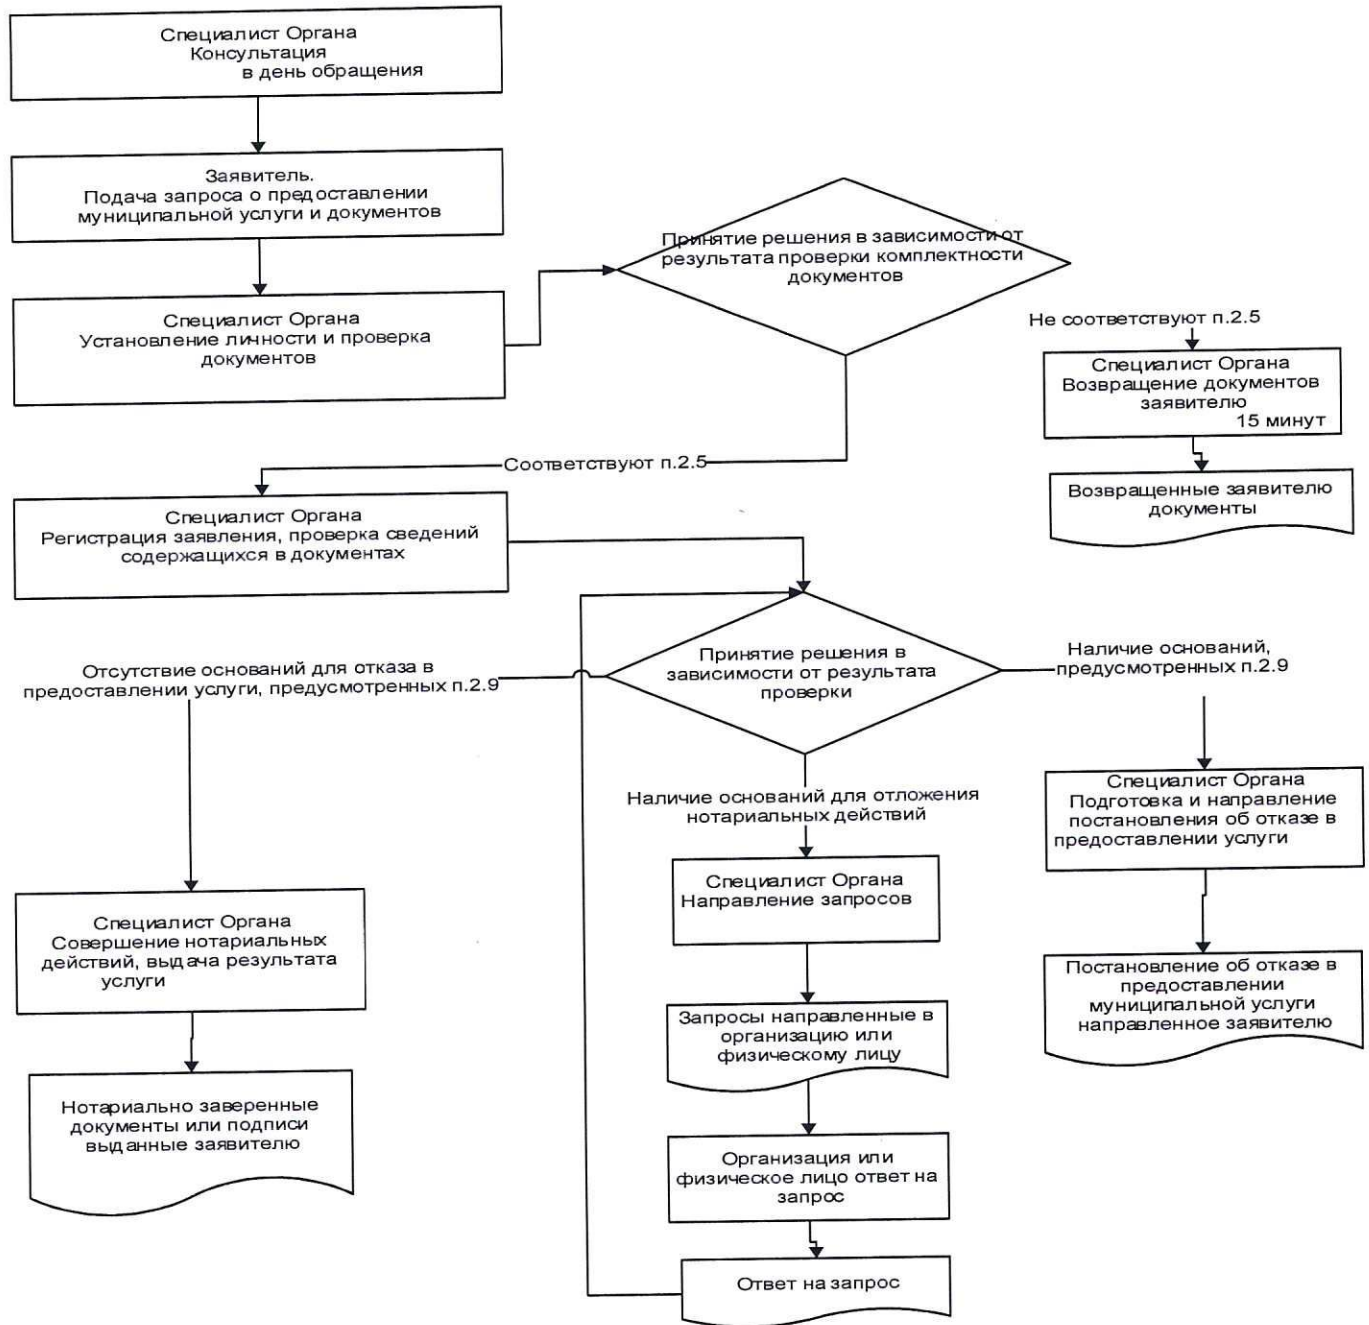 Специалист Органа
Консультация
в день обращения
Заявитель.
Подача запроса о предоставлении
муниципальной услуги и документов
Специалист Органа
Установление личности и проверка
документов
Принятие решения в зависимости от
результата проверки комплектности
документов
Не соответствуют п.2.5
Специалист Органа
Возвращение документов
заявителю
15 минут
Возвращенные заявителю
документы
Соответствуют п.2.5
Специалист Органа
Регистрация заявления, проверка сведений
содержащихся в документах
Принятие решения в
зависимости от результата
проверки
Отсутствие оснований для отказа в
предоставлении услуги, предусмотренных п.2.9
Наличие оснований,
предусмотренных п.2.9
Наличие оснований для отложения
нотариальных действий
Специалист Органа
Подготовка и направление
постановления об отказе в
предоставлении услуги
Специалист Органа
Направление запросов
Специалист Органа
Совершение нотариальных
действий, выдача результата
услуги
Постановление об отказе в
предоставлении
муниципальной услуги
направленное заявителю
Запросы направленные в
организацию или
физическому лицу
Нотариально заверенные
документы или подписи
выданные заявителю
Организация или
физическое лицо ответ на
запрос
Ответ на запрос